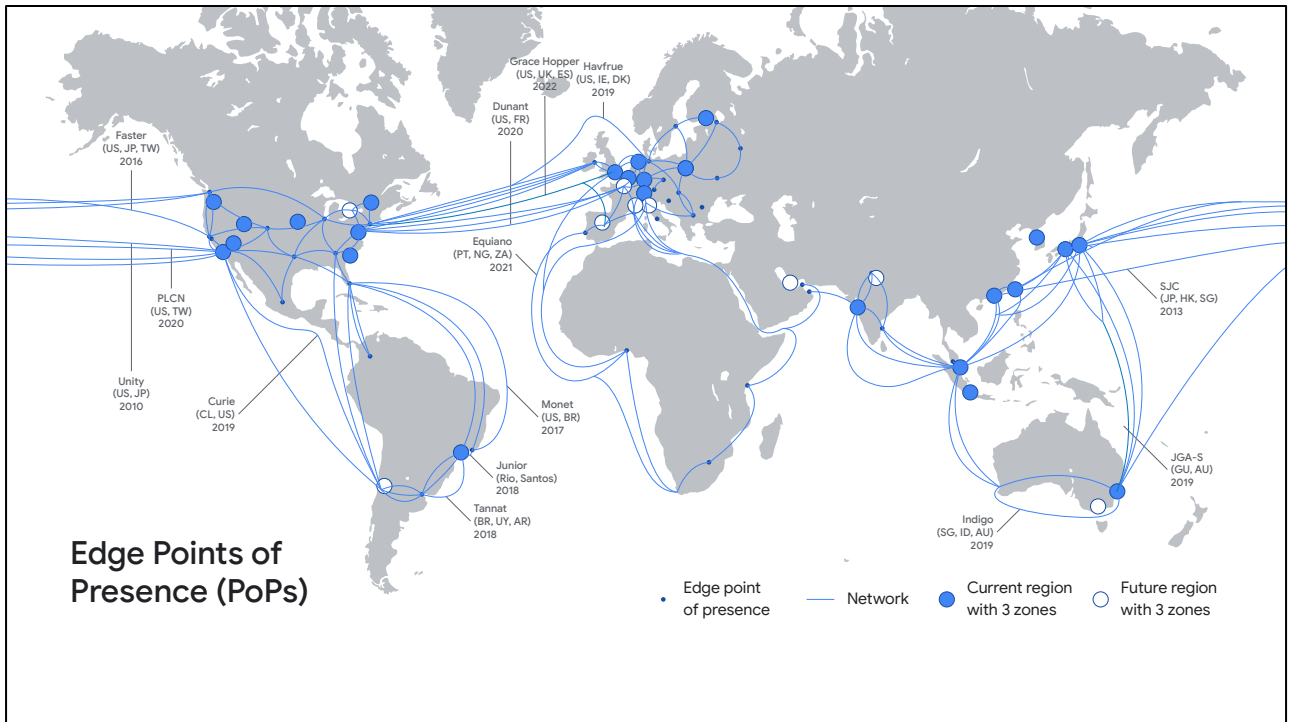 Grace Hopper
(US, UK, ES)
2022
Havfrue
(US, IE, DK)
2019
Dunant
(US, FR)
2020
Faster
(US, JP, TW)
2016
Equiano
(PT, NG, ZA)
2021
PLCN
(US, TW)
2020
SJC
(JP, HK, SG)
2013
Unity
(US, JP)
2010
Curie
(CL, US)
2019
Monet
(US, BR)
2017
Junior
(Rio, Santos)
2018
JGA-S
(GU, AU)
2019
Tannat
(BR, UY, AR)
2018
Indigo
(SG, ID, AU)
2019
Edge Points of
Presence (PoPs)
Edge point
of presence
Network
Current region
with 3 zones
Future region
with 3 zones